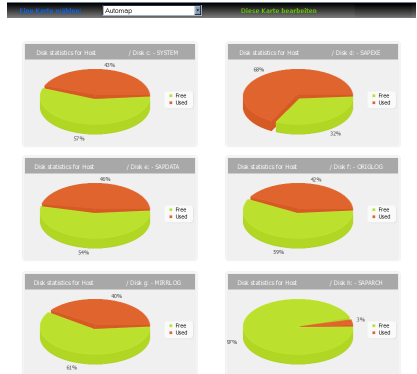 Eine Karte wählen: Automap Diese Karte bearbeiten
Disk statistics for Host / Disk c: - SYSTEM
43%
Free
Used
57%
Disk statistics for Host / Disk d: - SAPEXE
68%
Free
Used
32%
Disk statistics for Host / Disk e: - SAPDATA
46%
Free
Used
54%
Disk statistics for Host / Disk f: - ORIGLOG
42%
Free
Used
59%
Disk statistics for Host / Disk g: - MIRRLOG
40%
Free
Used
61%
Disk statistics for Host / Disk h: - SAPARCH
3%
Free
Used
97%